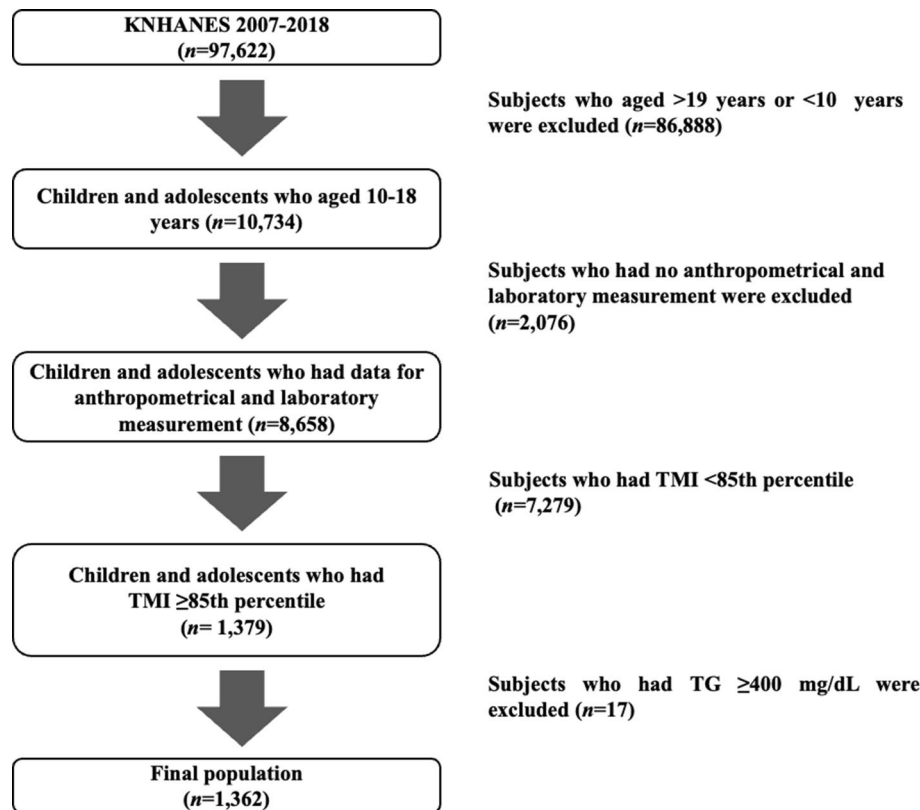 KNHANES 2007-2018
(n=97,622)
Subjects who aged >19 years or <10 years
were excluded (n=86,888)
Children and adolescents who aged 10-18
years (n=10,734)
Subjects who had no anthropometrical and
laboratory measurement were excluded
(n=2,076)
Children and adolescents who had data for
anthropometrical and laboratory
measurement (n=8,658)
Subjects who had TMI <85th percentile
(n=7,279)
Children and adolescents who had
TMI ≥85th percentile
(n= 1,379)
Subjects who had TG ≥400 mg/dL were
excluded (n=17)
Final population
(n=1,362)